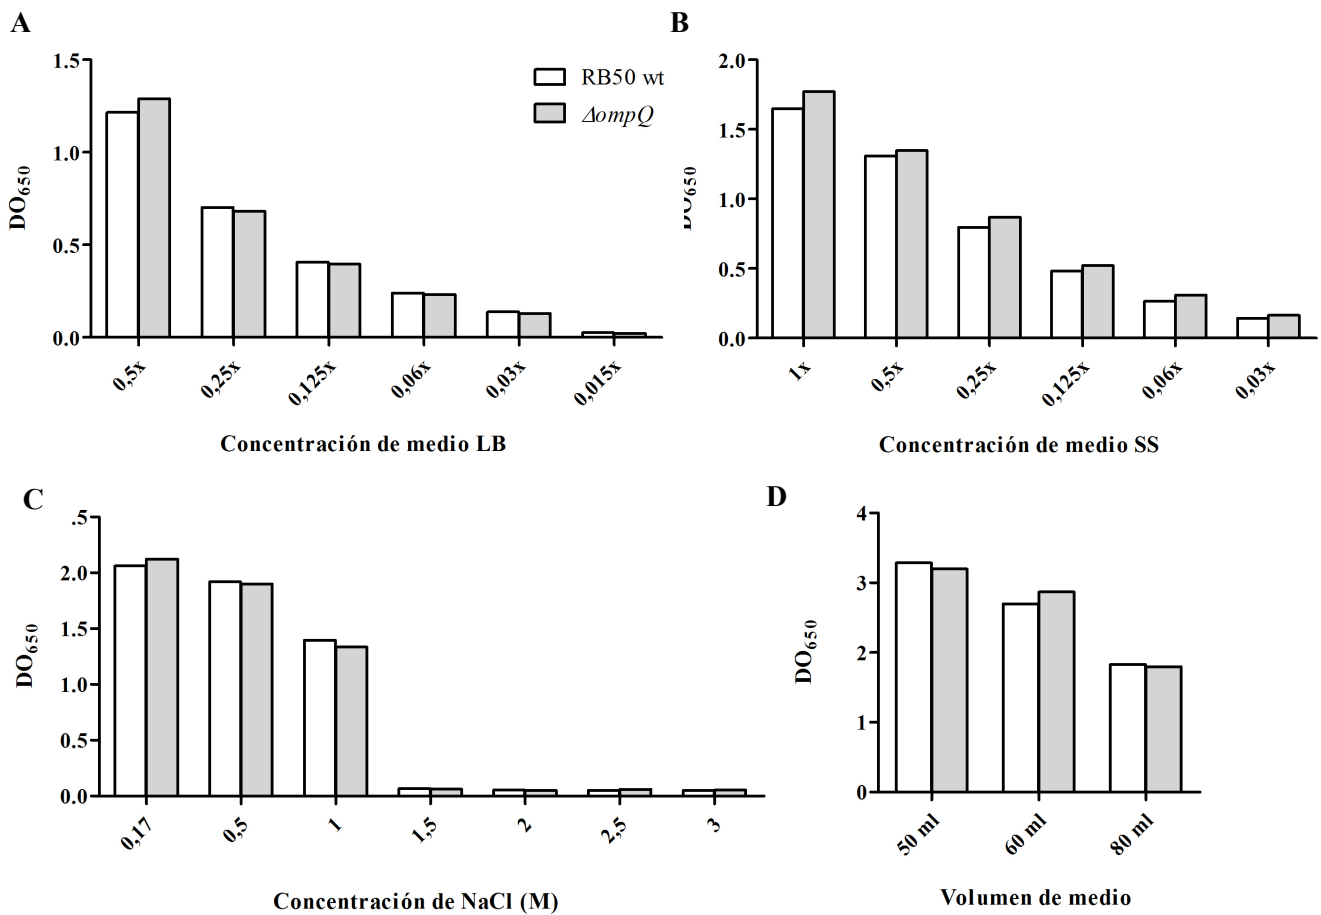 A
1.5
1.0
0.5
0.0
DO650
RB50 wt
ΔompQ
0,5x
0,25x
0,125x
0,06x
0,03x
0,015x
Concentración de medio LB
B
2.0
1.5
1.0
0.5
0.0
DO650
1x
0,5x
0,25x
0,125x
0,06x
0,03x
Concentración de medio SS
C
.5
2.0
1.5
1.0
0.5
0.0
DO650
0,17
0,5
1
1,5
2
2,5
3
Concentración de NaCl (M)
D
4
3
2
1
0
DO650
50 ml
60 ml
80 ml
Volumen de medio